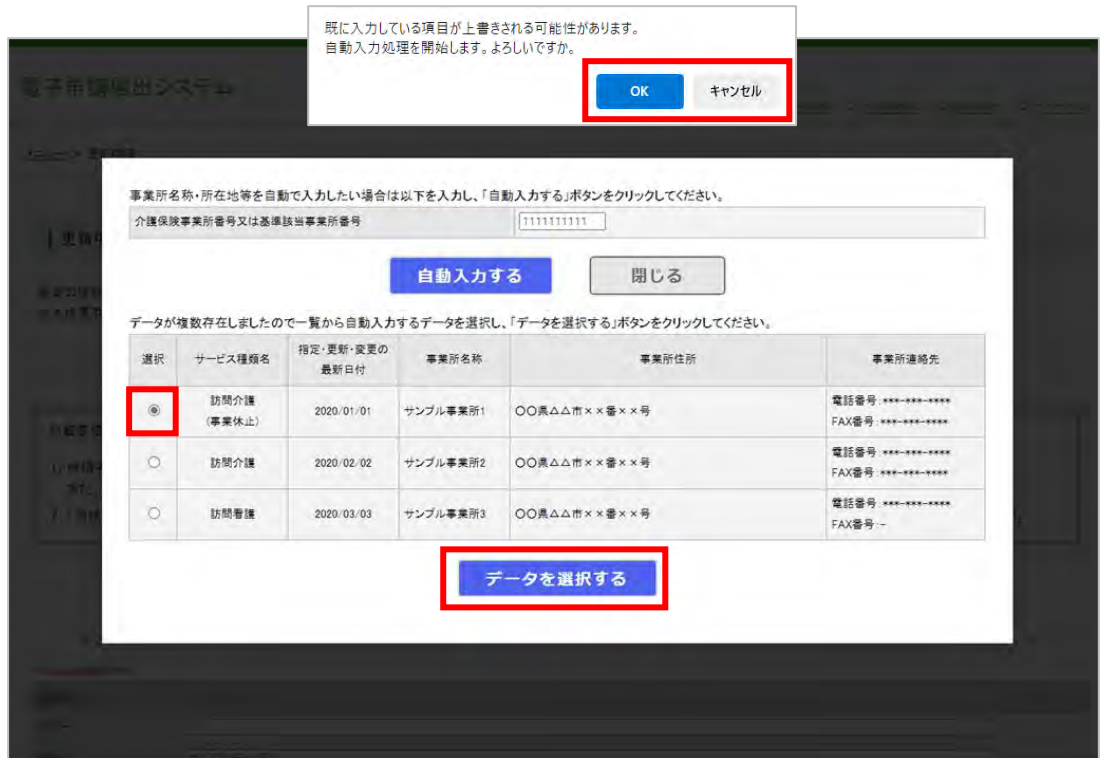 既に入力している項目が上書きされる可能性があります。
自動入力処理を開始します。よろしいですか。
OK キャンセル
電子申請届出システム
事業所名称・所在地等を自動で入力したい場合は以下を入力し、「自動入力する」ボタンをクリックしてください。
介護保険事業所番号又は基準該当事業所番号 1111111111
自動入力する 閉じる
データが複数存在しましたので一覧から自動入力するデータを選択し、「データを選択する」ボタンをクリックしてください。
選択 サービス種類名 指定・更新・変更の 事業所名称 事業所住所 事業所連絡先
最新日付
訪問介護 2020/01/01 サンプル事業所1 〇〇県△△市××番××号 電話番号:***-***-****
(事業休止) FAX番号:***-***-****
訪問介護 2020/02/02 サンプル事業所2 〇〇県△△市××番××号 電話番号:***-***-****
FAX番号:***-***-****
訪問看護 2020/03/03 サンプル事業所3 〇〇県△△市××番××号 電話番号:***-***-****
FAX番号:-
データを選択する